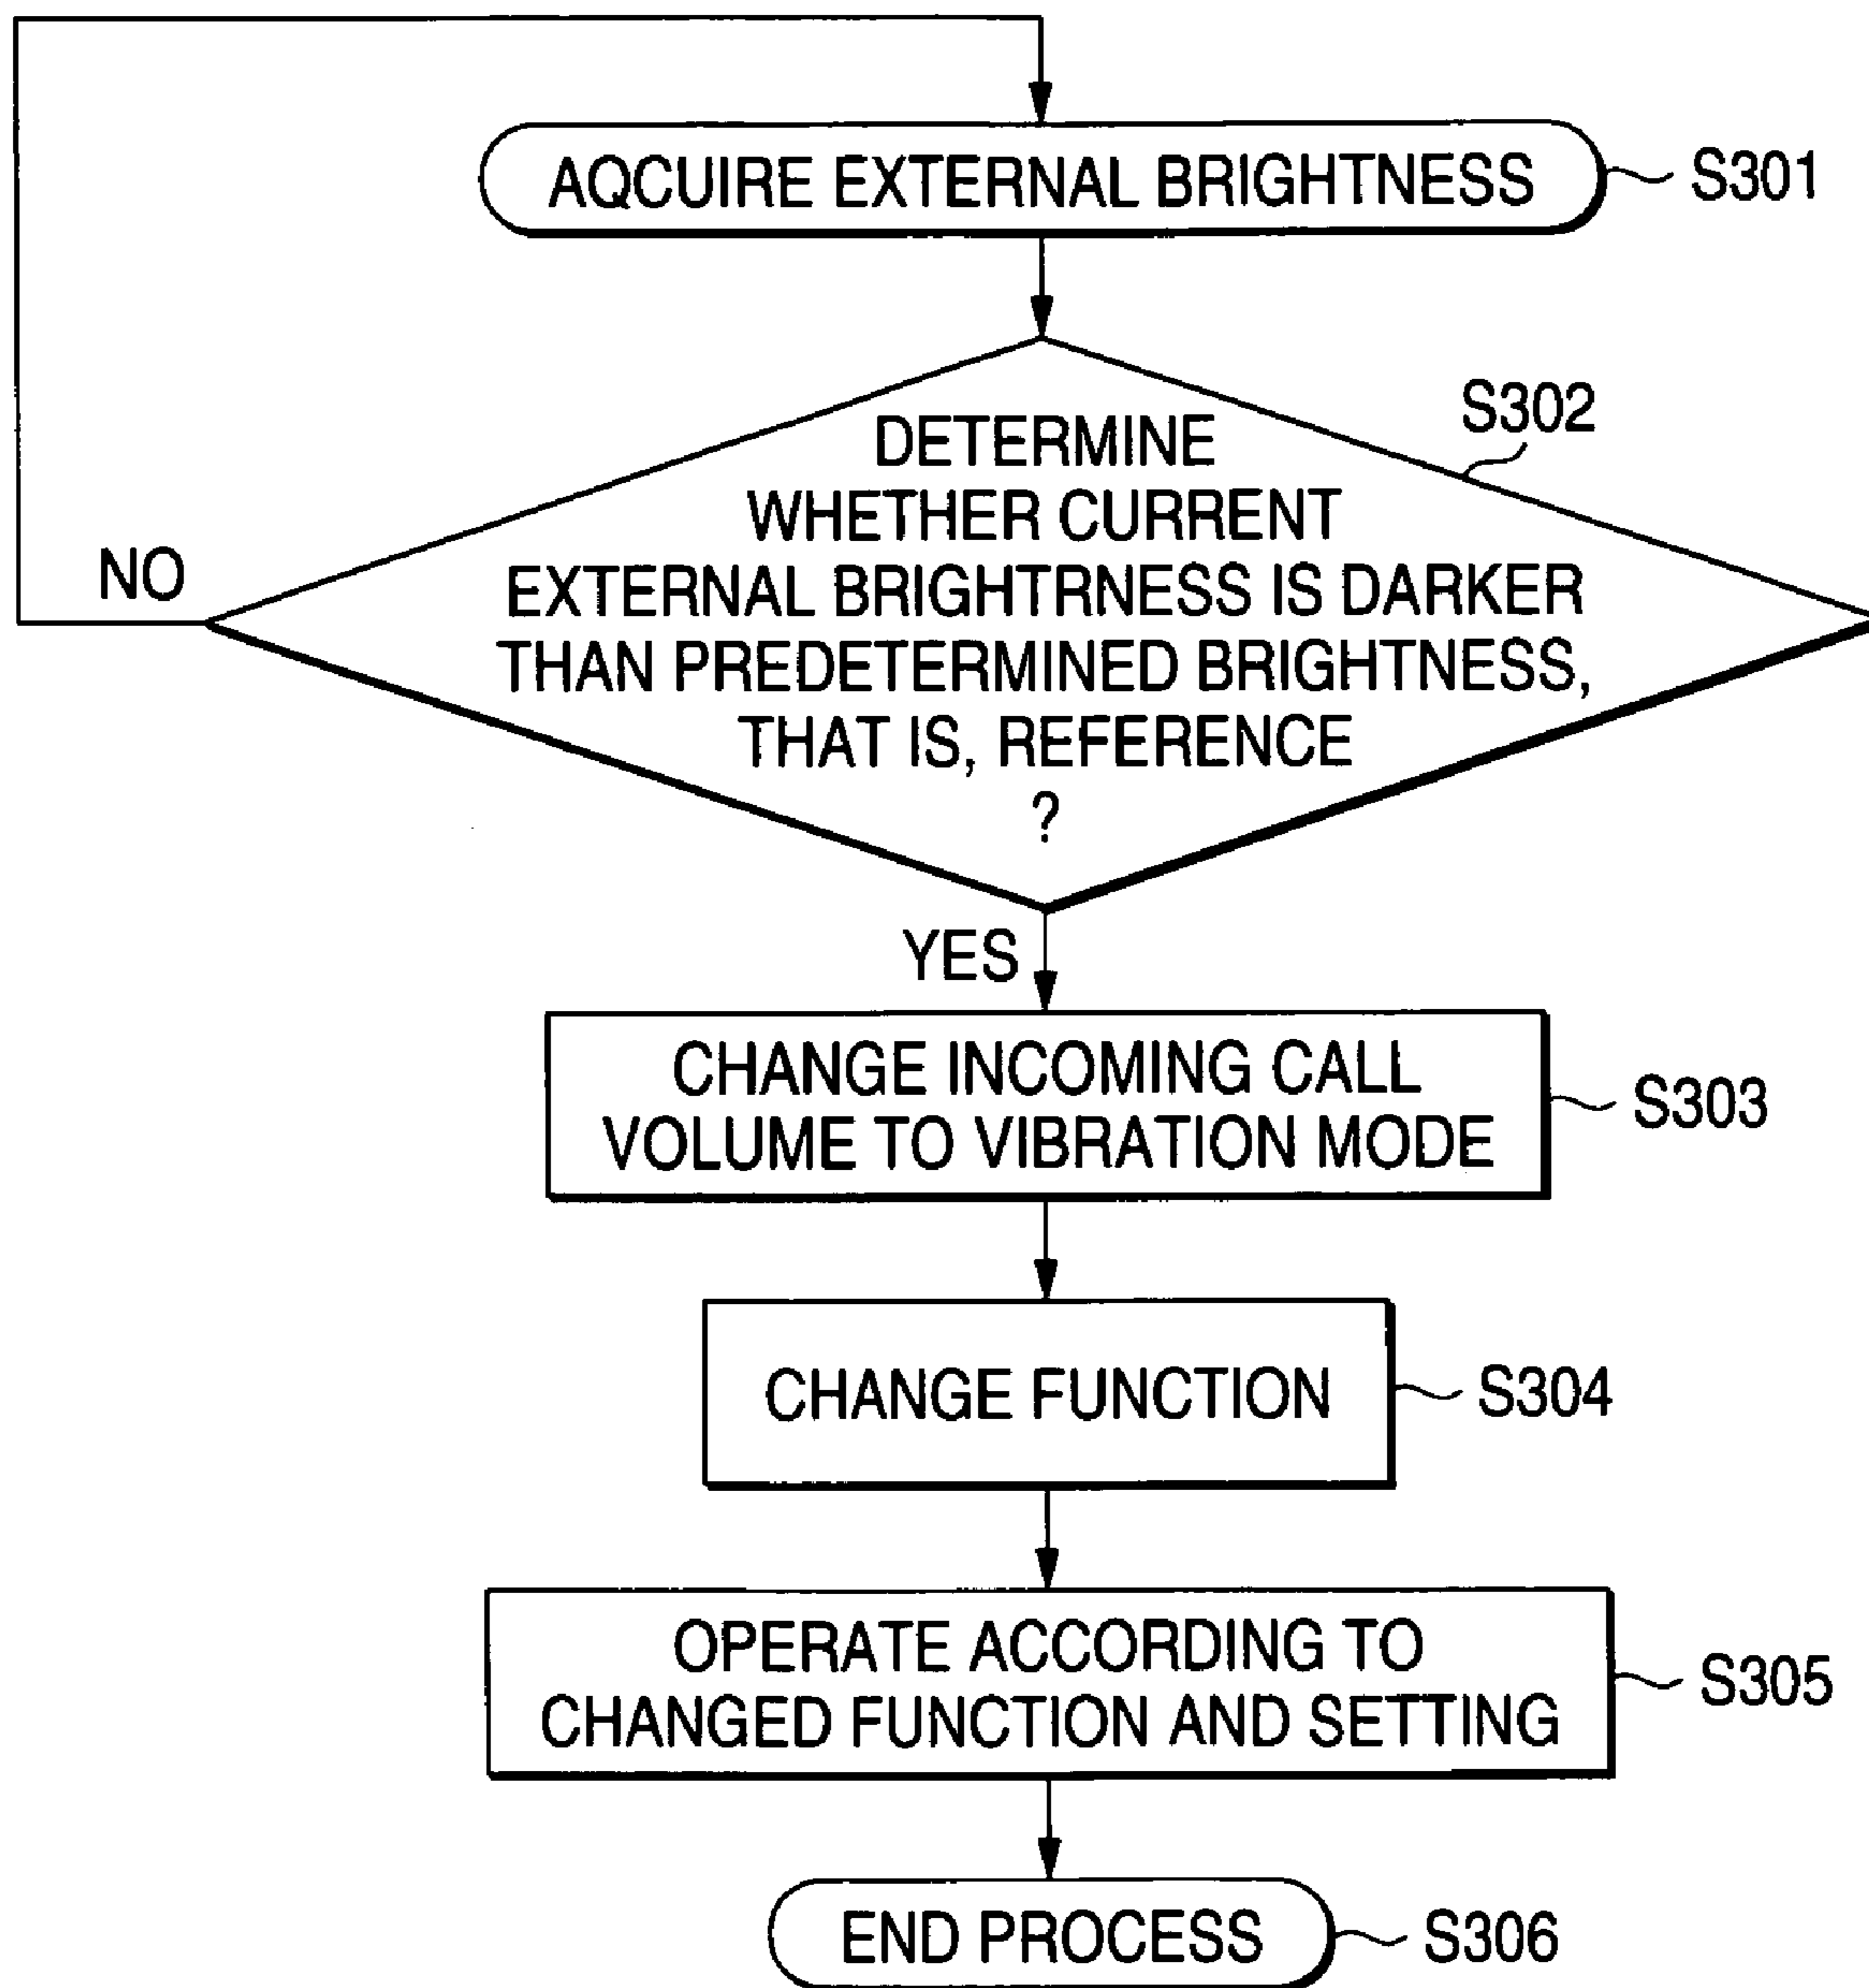 AQCUIRE EXTERNAL BRIGHTNESS
S301
S302
DETERMINE
WHETHER CURRENT
EXTERNAL BRIGHTRNESS IS DARKER
THAN PREDETERMINED BRIGHTNESS,
THAT IS, REFERENCE
?
NO
YES
CHANGE INCOMING CALL
VOLUME TO VIBRATION MODE
S303
CHANGE FUNCTION
S304
OPERATE ACCORDING TO
CHANGED FUNCTION AND SETTING
S305
END PROCESS
S306